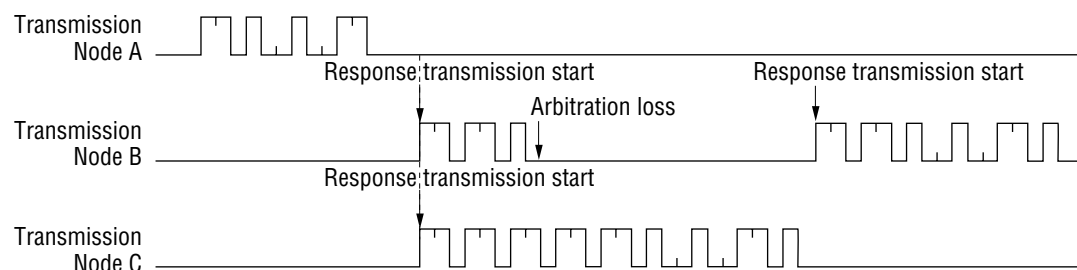 Transmission
Node A
Response transmission start
Response transmission start
Arbitration loss
Transmission
Node B
Response transmission start
Transmission
Node C